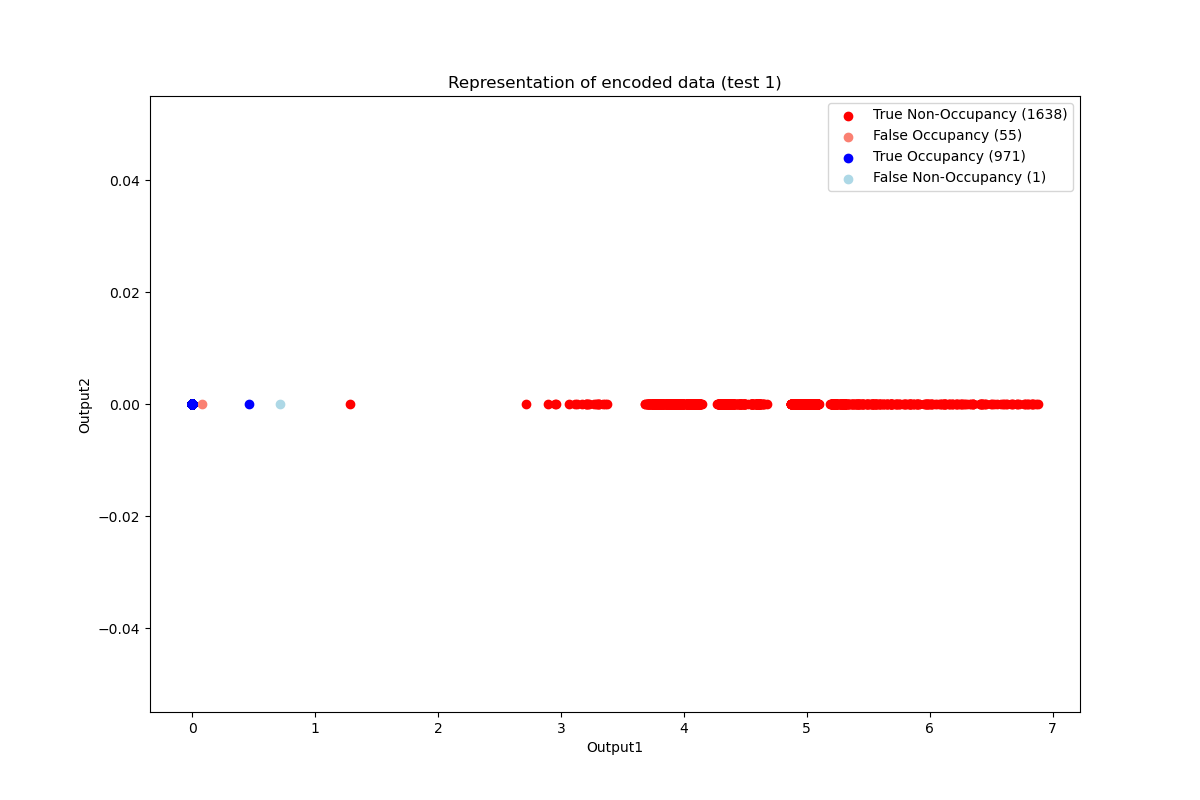 Representation of encoded data (test 1)
True Non-Occupancy (1638)
False Occupancy (55)
True Occupancy (971)
False Non-Occupancy (1)
0.04
0.02
0.00
−0.02
−0.04
Output2
0 1 2 3 4 5 6 7
Output1